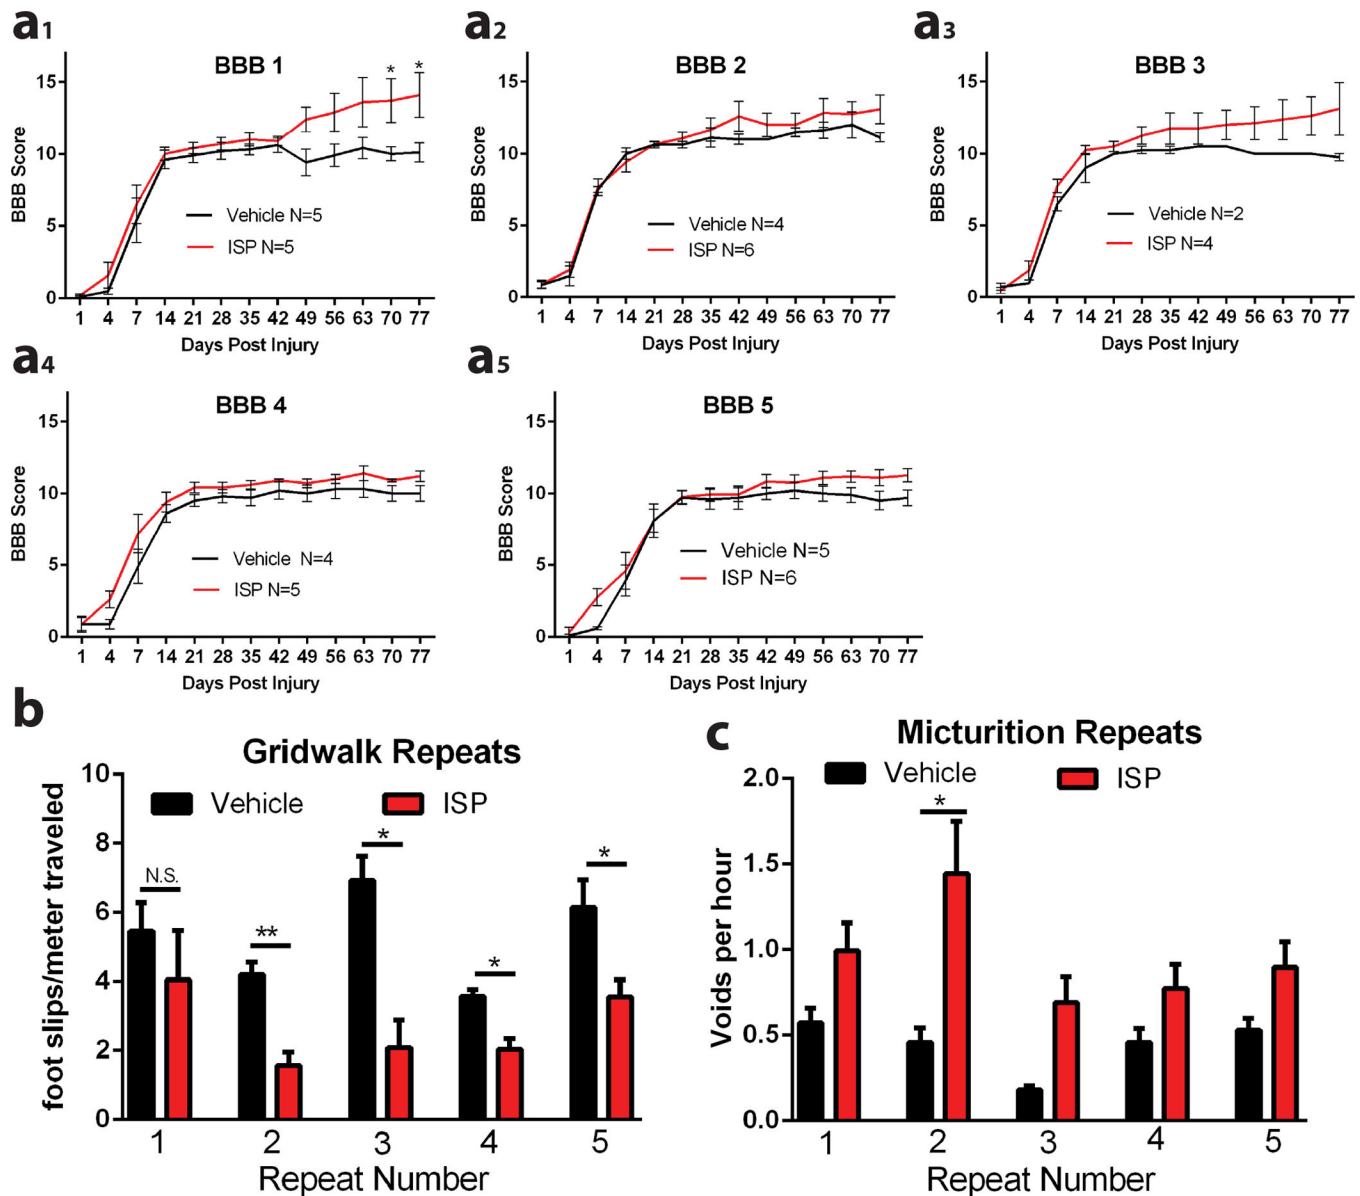 a1
BBB 1
* *
15
10
5
0
BBB Score
Vehicle N=5
ISP N=5
1 4 7 14 21 28 35 42 49 56 63 70 77
Days Post Injury
a2
BBB 2
15
10
5
0
BBB Score
Vehicle N=4
ISP N=6
1 4 7 14 21 28 35 42 49 56 63 70 77
Days Post Injury
a3
BBB 3
15
10
5
0
BBB Score
Vehicle N=2
ISP N=4
1 4 7 14 21 28 35 42 49 56 63 70 77
Days Post Injury
a4
BBB 4
15
10
5
0
BBB Score
Vehicle N=4
ISP N=5
1 4 7 14 21 28 35 42 49 56 63 70 77
Days Post Injury
a5
BBB 5
15
10
5
0
BBB Score
Vehicle N=5
ISP N=6
1 4 7 14 21 28 35 42 49 56 63 70 77
Days Post Injury
b
Gridwalk Repeats
Vehicle ISP
10
8
6
4
2
0
foot slips/meter traveled
N.S.
**
*
*
*
1 2 3 4 5
Repeat Number
c
Micturition Repeats
Vehicle ISP
2.0
1.5
1.0
0.5
0.0
Voids per hour
*
1 2 3 4 5
Repeat Number